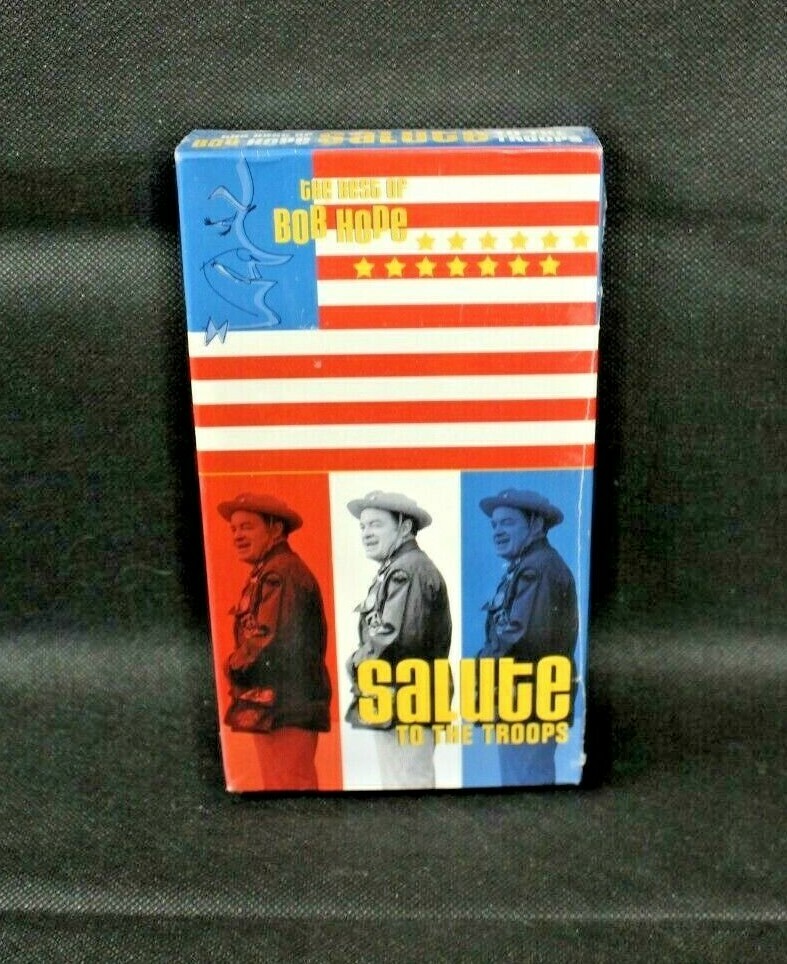 THE BEST OF
BOB HOPE SALUTE TO THE
TROOPS
THE BEST OF
BOB HOPE
SALUTE
TO THE TROOPS